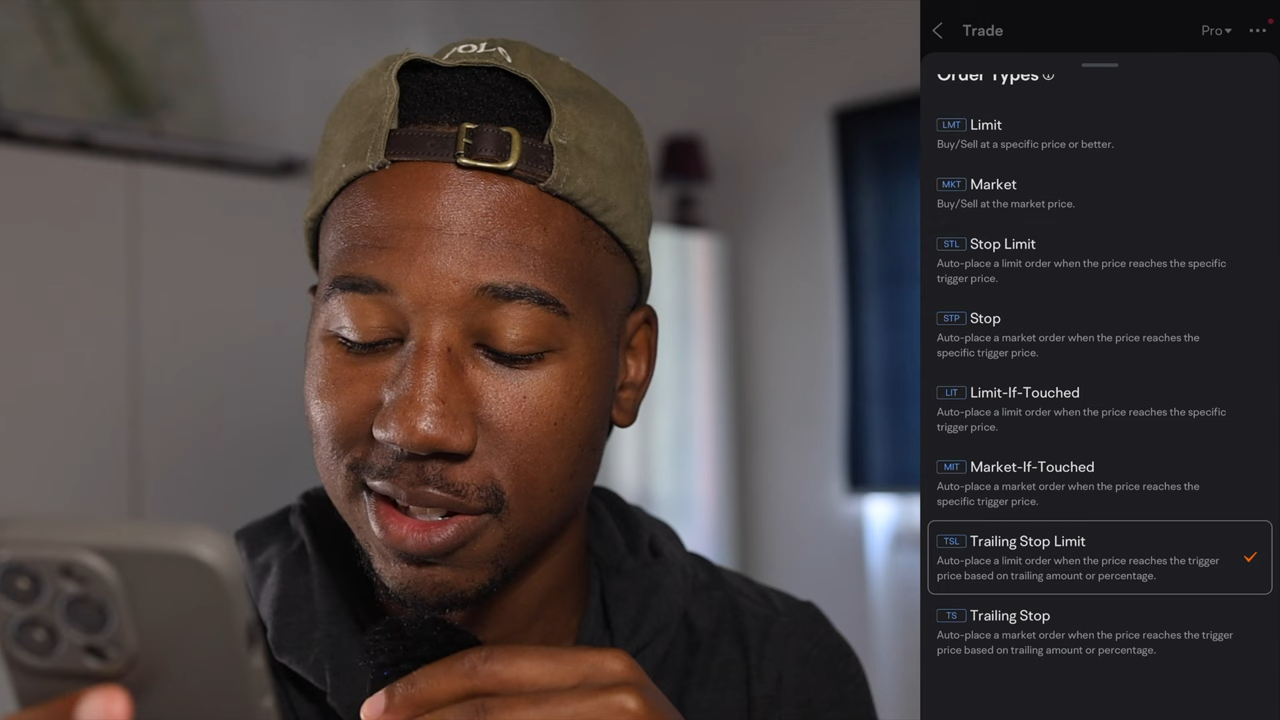 Trade
Pro
Order Types
LMT Limit
Buy/Sell at a specific price or better.
MKT Market
Buy/Sell at the market price.
STL Stop Limit
Auto-place a limit order when the price reaches the specific
trigger price.
STP Stop
Auto-place a market order when the price reaches the
specific trigger price.
LIT Limit-If-Touched
Auto-place a limit order when the price reaches the specific
trigger price.
MIT Market-If-Touched
Auto-place a market order when the price reaches the
specific trigger price.
TSL Trailing Stop Limit
Auto-place a limit order when the price reaches the trigger
price based on trailing amount or percentage.
TS Trailing Stop
Auto-place a market order when the price reaches the trigger
price based on trailing amount or percentage.